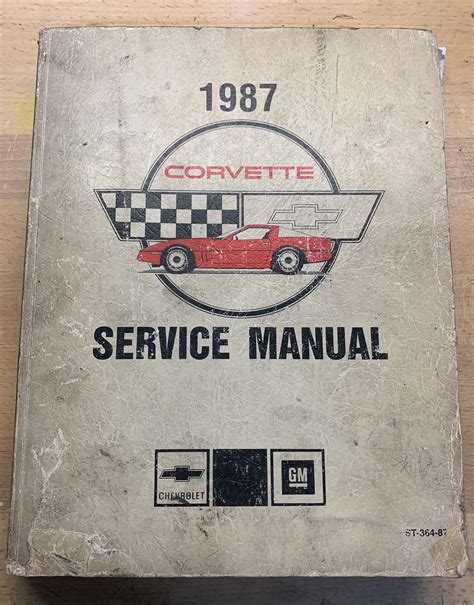 1987
CORVETTE
SERVICE MANUAL
CHEVROLET
GM
ST-364-87